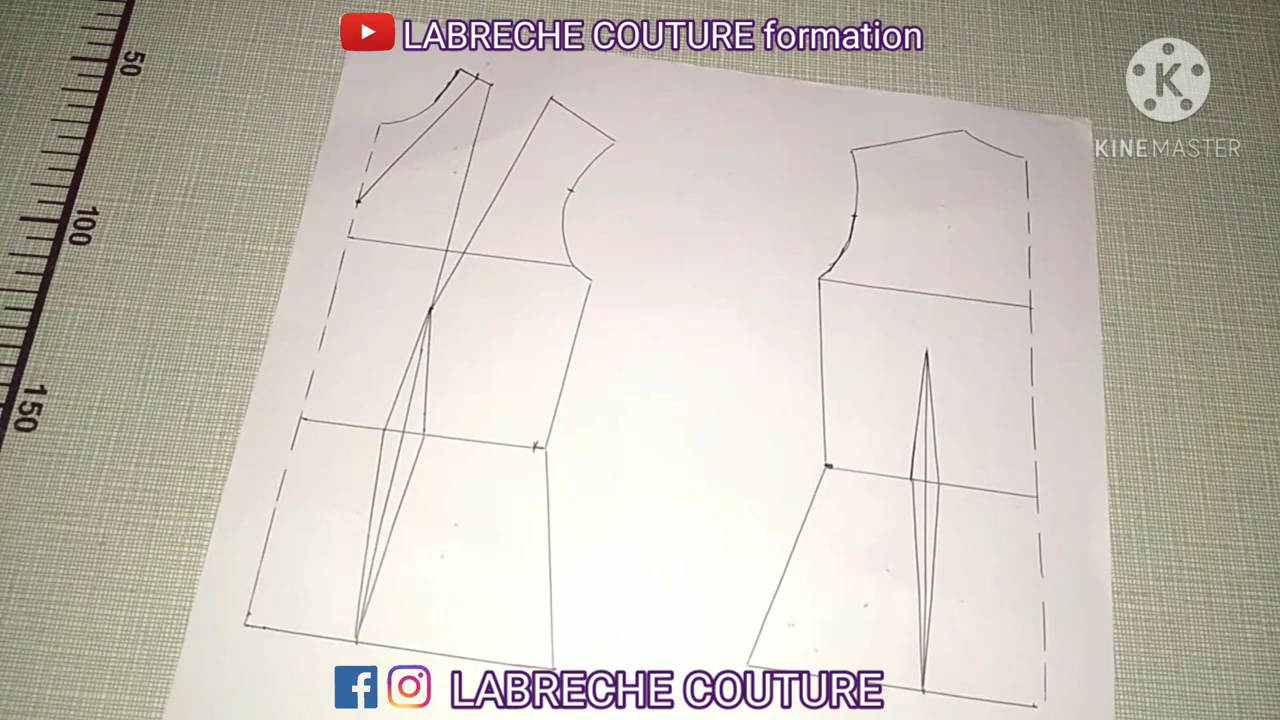 LABRECHE COUTURE formation
K
KINEMASTER
50
100
150
LABRECHE COUTURE